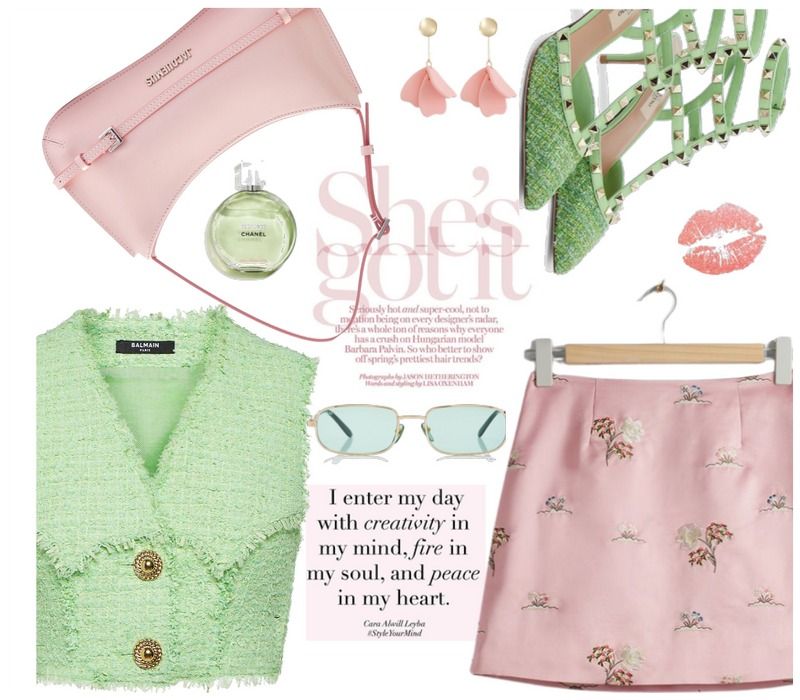 JACQUEMUS
CHANEL
She's
got it
Seriously hot and super-cool, not to
mention being on every designer's radar,
there's a whole ton of reasons why everyone
has a crush on Hungarian model
Barbara Palvin. So who better to show
off spring's prettiest hair trends?
Photographs by JASON HETHERINGTON
Words and styling by LISA OXENHAM
BALMAIN
PARIS
I enter my day
with creativity in
my mind, fire in
my soul, and peace
in my heart.
Cara Alwill Leyba
#StyleYourMind